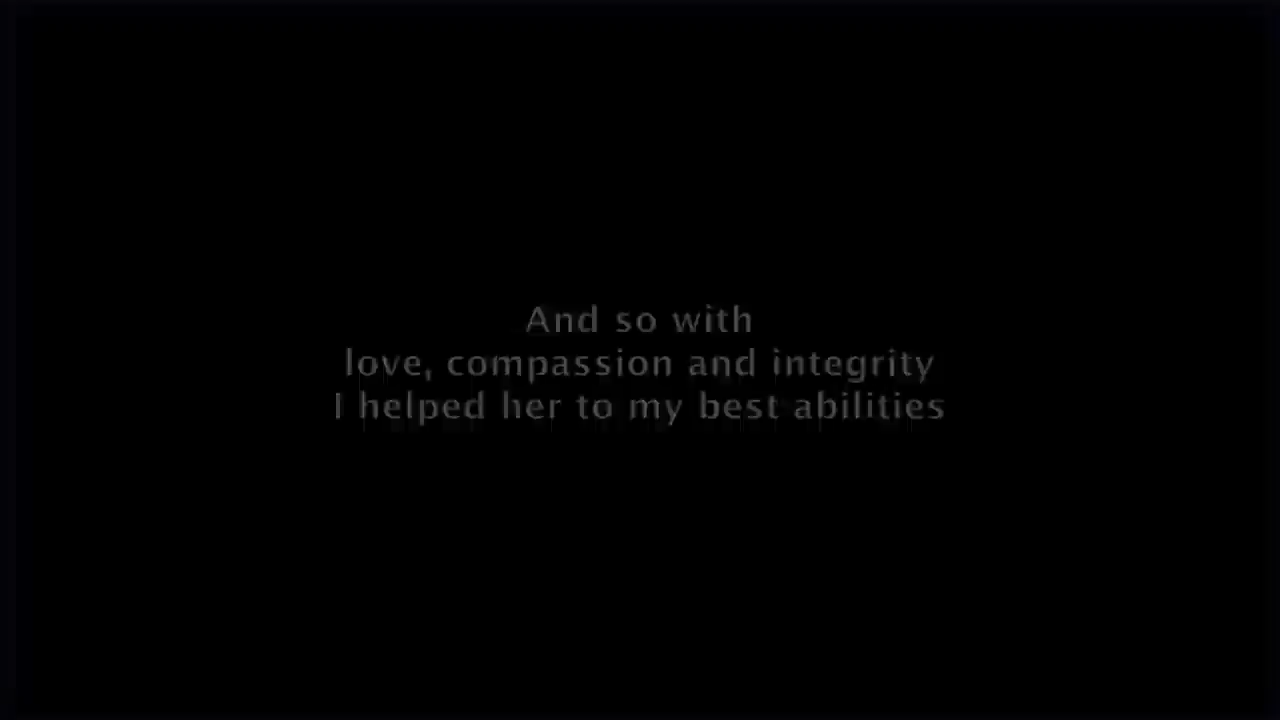 And so with
love, compassion and integrity
I helped her to my best abilities